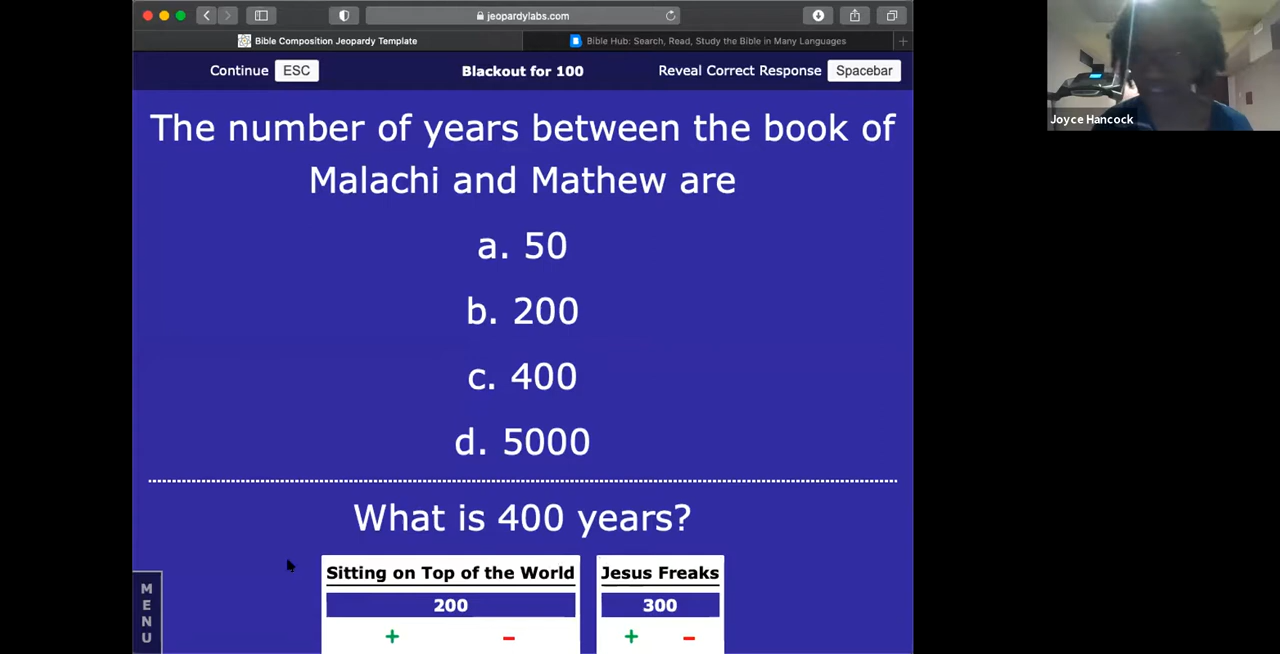 jeopardylabs.com
Bible Composition Jeopardy Template
Bible Hub: Search, Read, Study the Bible in Many Languages
Continue ESC
Blackout for 100
Reveal Correct Response Spacebar
The number of years between the book of
Malachi and Mathew are
a. 50
b. 200
c. 400
d. 5000
What is 400 years?
Sitting on Top of the World
200
+ -
Jesus Freaks
300
+ -
MENU
Joyce Hancock